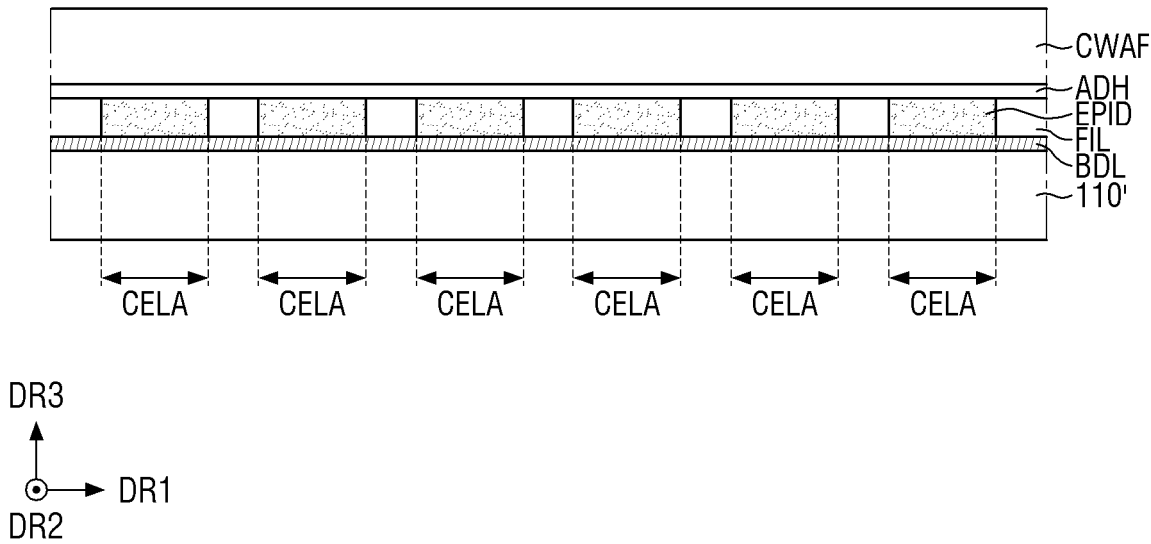 CWAF
ADH
EPID
FIL
BDL
110'
CELA CELA CELA CELA CELA CELA
DR3
DR1
DR2